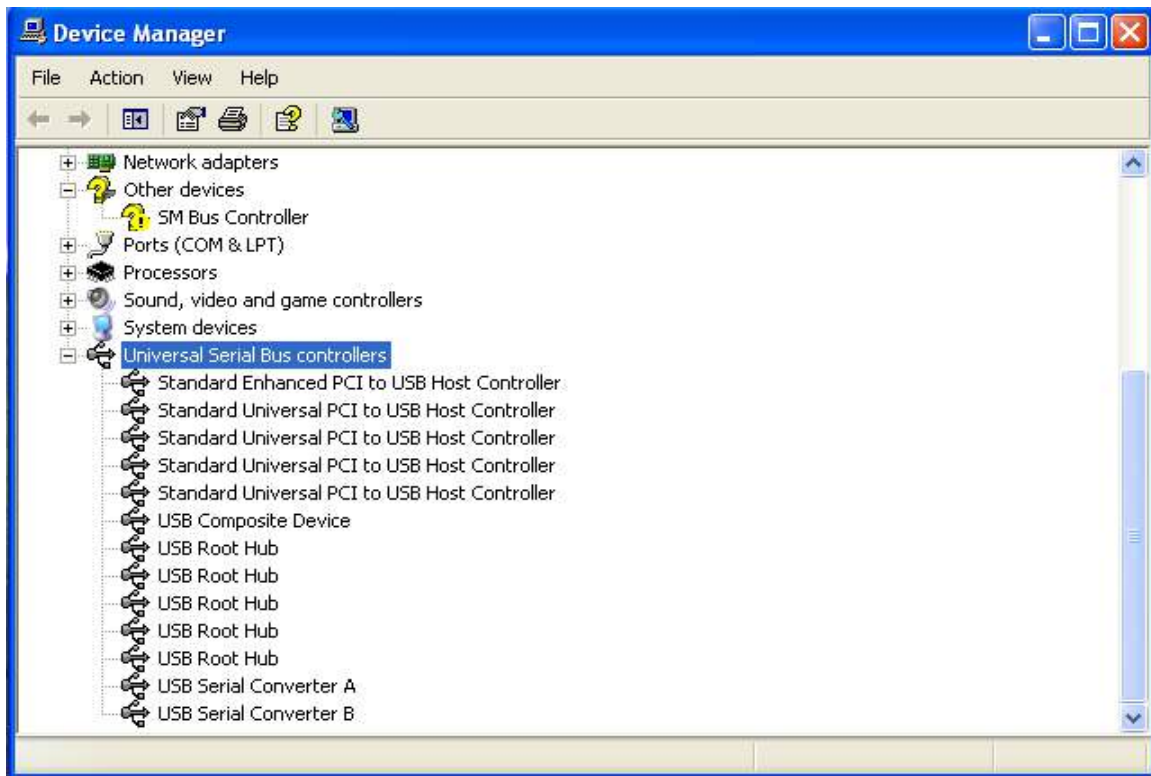 Device Manager
File Action View Help
Network adapters
Other devices
SM Bus Controller
Ports (COM & LPT)
Processors
Sound, video and game controllers
System devices
Universal Serial Bus controllers
Standard Enhanced PCI to USB Host Controller
Standard Universal PCI to USB Host Controller
Standard Universal PCI to USB Host Controller
Standard Universal PCI to USB Host Controller
Standard Universal PCI to USB Host Controller
USB Composite Device
USB Root Hub
USB Root Hub
USB Root Hub
USB Root Hub
USB Root Hub
USB Serial Converter A
USB Serial Converter B